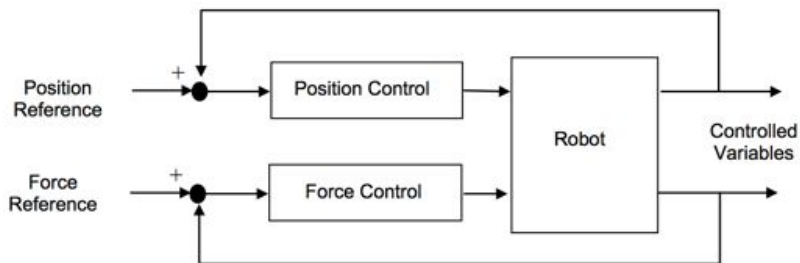 +
Position
Reference
Position Control
Robot
Controlled
Variables
+
Force
Reference
Force Control